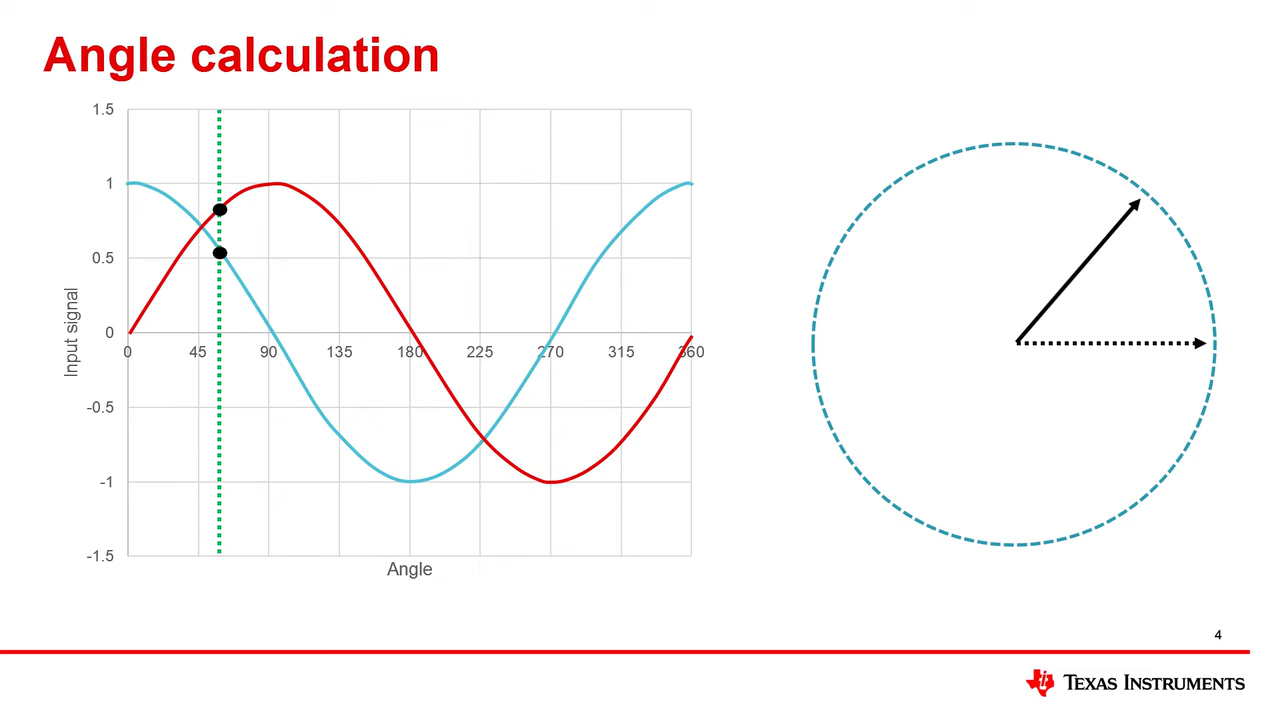 Angle calculation
1.5
1
0.5
0
-0.5
-1
-1.5
Input signal
0 45 90 135 180 225 270 315 360
Angle
4
TEXAS INSTRUMENTS